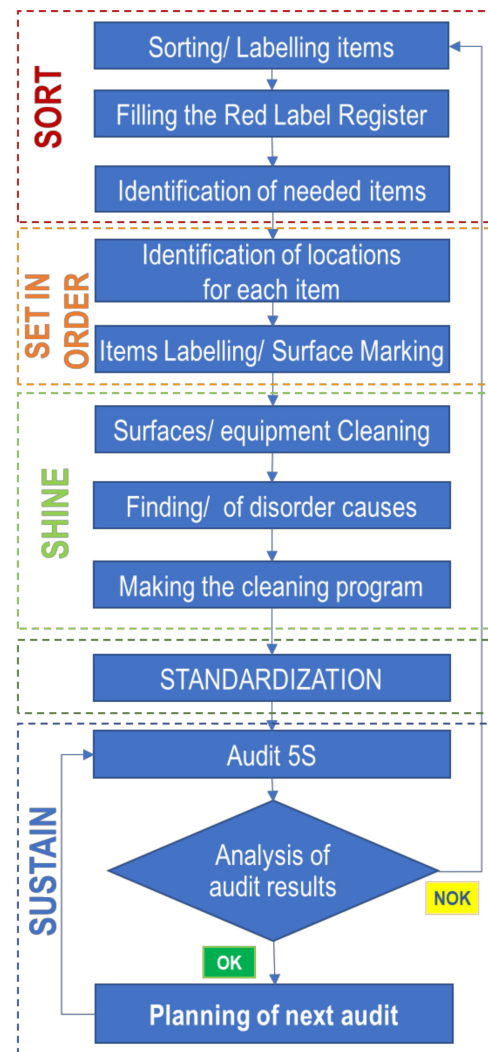 SORT
Sorting/ Labelling items
Filling the Red Label Register
Identification of needed items
SET IN
ORDER
Identification of locations
for each item
Items Labelling/ Surface Marking
SHINE
Surfaces/ equipment Cleaning
Finding/ of disorder causes
Making the cleaning program
STANDARDIZATION
SUSTAIN
Audit 5S
Analysis of
audit results
NOK
OK
Planning of next audit